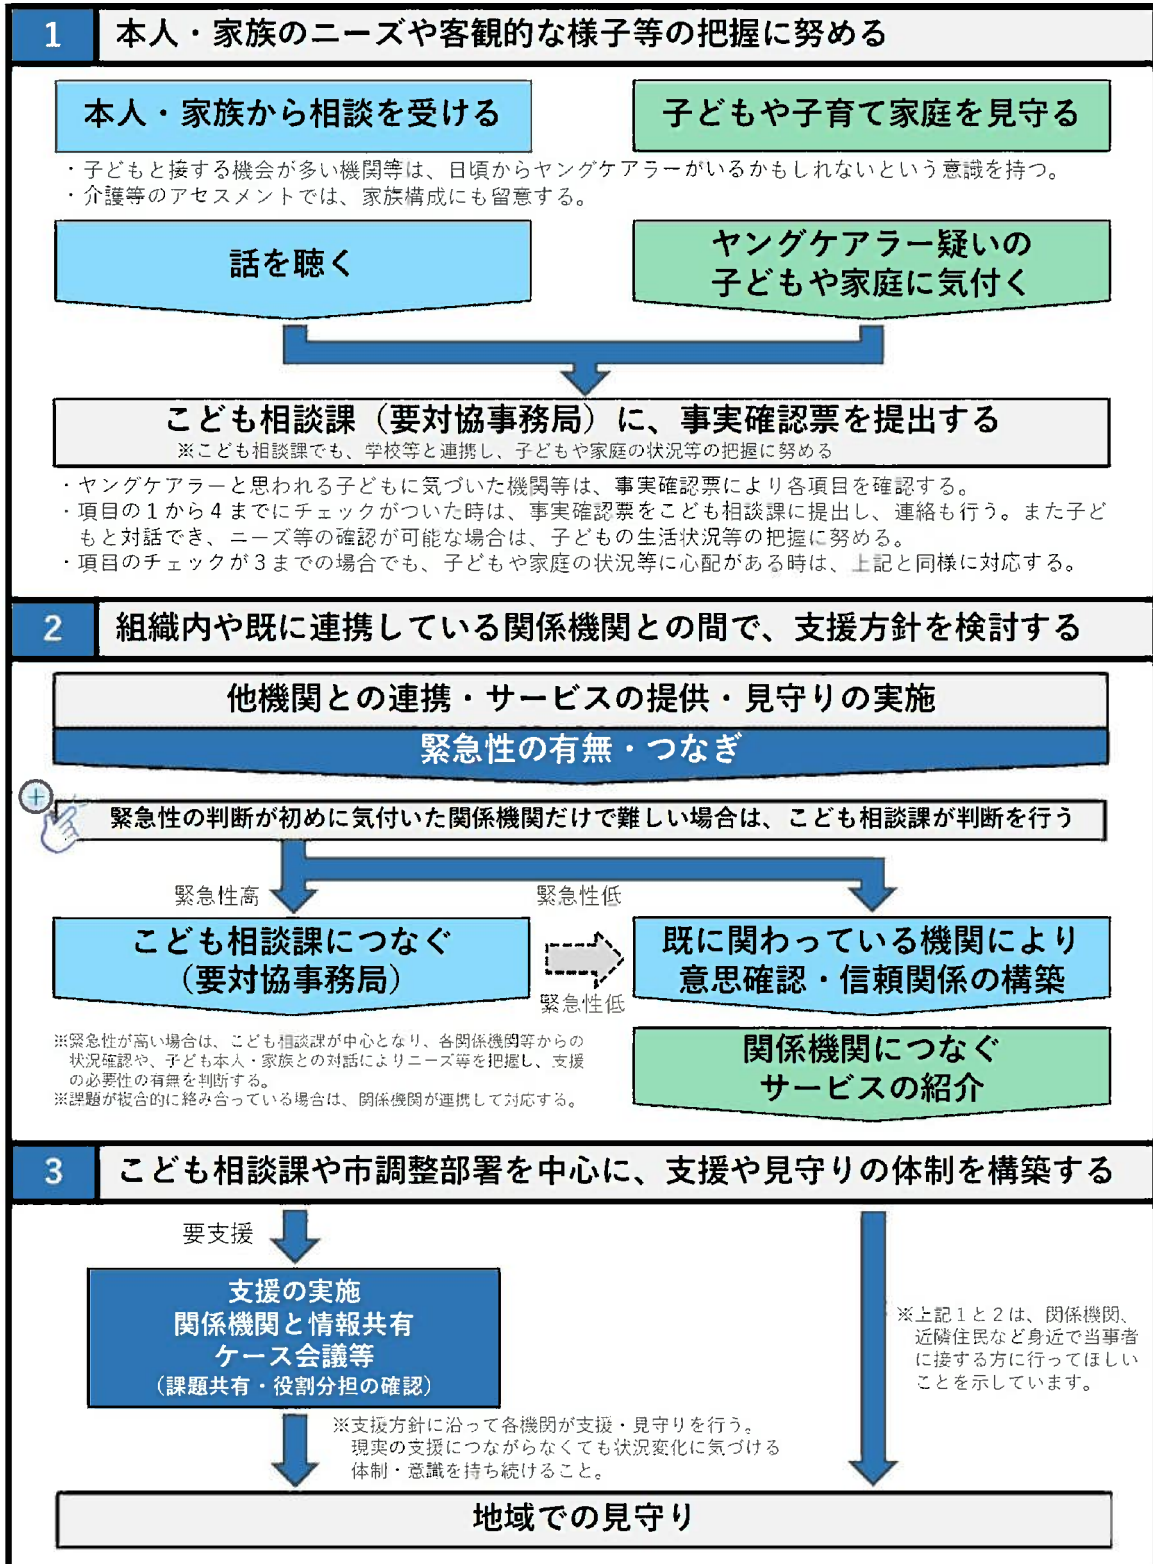 1 本人・家族のニーズや客観的な様子等の把握に努める
本人・家族から相談を受ける
子どもや子育て家庭を見守る
・子どもと接する機会が多い機関等は、日頃からヤングケアラーがいるかもしれないという意識を持つ。
・介護等のアセスメントでは、家族構成にも留意する。
話を聴く
ヤングケアラー疑いの
子どもや家庭に気付く
こども相談課（要対協事務局）に、事実確認票を提出する
※こども相談課でも、学校等と連携し、子どもや家庭の状況等の把握に努める
・ヤングケアラーと思われる子どもに気づいた機関等は、事実確認票により各項目を確認する。
・項目の１から４までにチェックがついた時は、事実確認票をこども相談課に提出し、連絡も行う。また子ど
もと対話でき、ニーズ等の確認が可能な場合は、子どもの生活状況等の把握に努める。
・項目のチェックが３までの場合でも、子どもや家庭の状況等に心配がある時は、上記と同様に対応する。
2 組織内や既に連携している関係機関との間で、支援方針を検討する
他機関との連携・サービスの提供・見守りの実施
緊急性の有無・つなぎ
緊急性の判断が初めに気付いた関係機関だけで難しい場合は、こども相談課が判断を行う
緊急性高
緊急性低
こども相談課につなぐ
（要対協事務局）
緊急性低
既に関わっている機関により
意思確認・信頼関係の構築
※緊急性が高い場合は、こども相談課が中心となり、各関係機関等からの
状況確認や、子ども本人・家族との対話によりニーズ等を把握し、支援
の必要性の有無を判断する。
※課題が複合的に絡み合っている場合は、関係機関が連携して対応する。
関係機関につなぐ
サービスの紹介
3 こども相談課や市調整部署を中心に、支援や見守りの体制を構築する
要支援
支援の実施
関係機関と情報共有
ケース会議等
（課題共有・役割分担の確認）
※上記１と２は、関係機関、
近隣住民など身近で当事者
に接する方に行ってほしい
ことを示しています。
※支援方針に沿って各機関が支援・見守りを行う。
現実の支援につながらなくても状況変化に気づける
体制・意識を持ち続けること。
地域での見守り